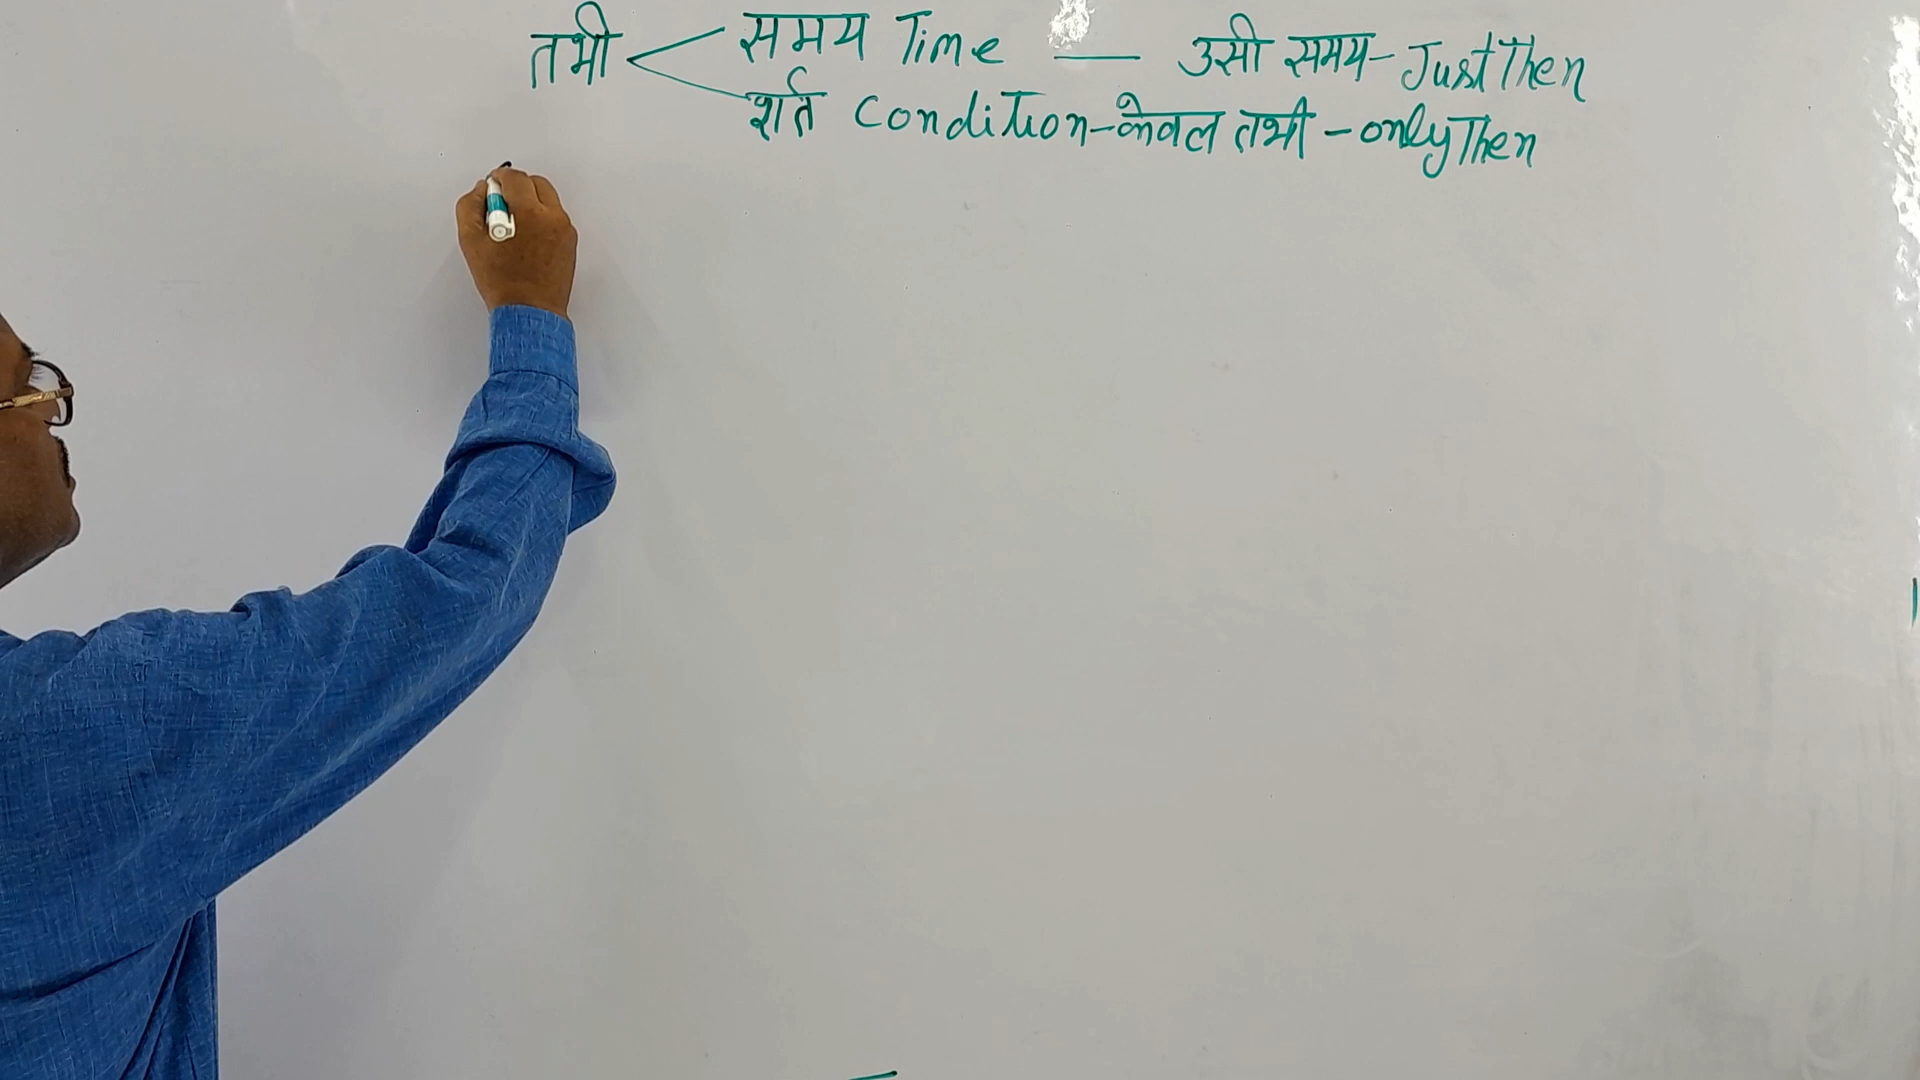 तभी < समय Time — उसी समय - Just Then
शर्त Condition - केवल तभी - only Then